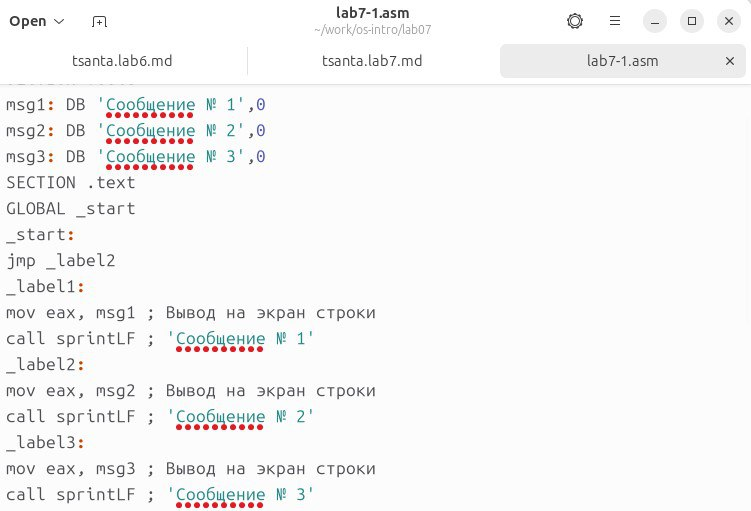 Open
lab7-1.asm
~/work/os-intro/lab07
tsanta.lab6.md
tsanta.lab7.md
lab7-1.asm
msg1: DB 'Сообщение № 1',0
msg2: DB 'Сообщение № 2',0
msg3: DB 'Сообщение № 3',0
SECTION .text
GLOBAL _start
_start:
jmp _label2
_label1:
mov eax, msg1 ; Вывод на экран строки
call sprintLF ; 'Сообщение № 1'
_label2:
mov eax, msg2 ; Вывод на экран строки
call sprintLF ; 'Сообщение № 2'
_label3:
mov eax, msg3 ; Вывод на экран строки
call sprintLF ; 'Сообщение № 3'